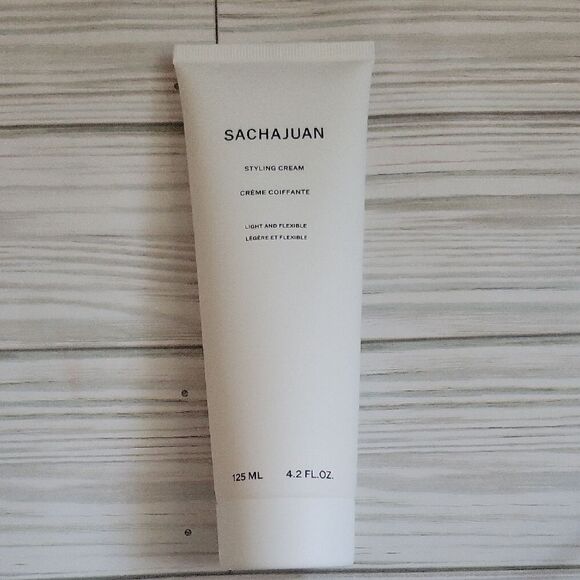 SACHAJUAN
STYLING CREAM
CRÈME COIFFANTE
LIGHT AND FLEXIBLE
LÉGÈRE ET FLEXIBLE
125 ML 4.2 FL.OZ.